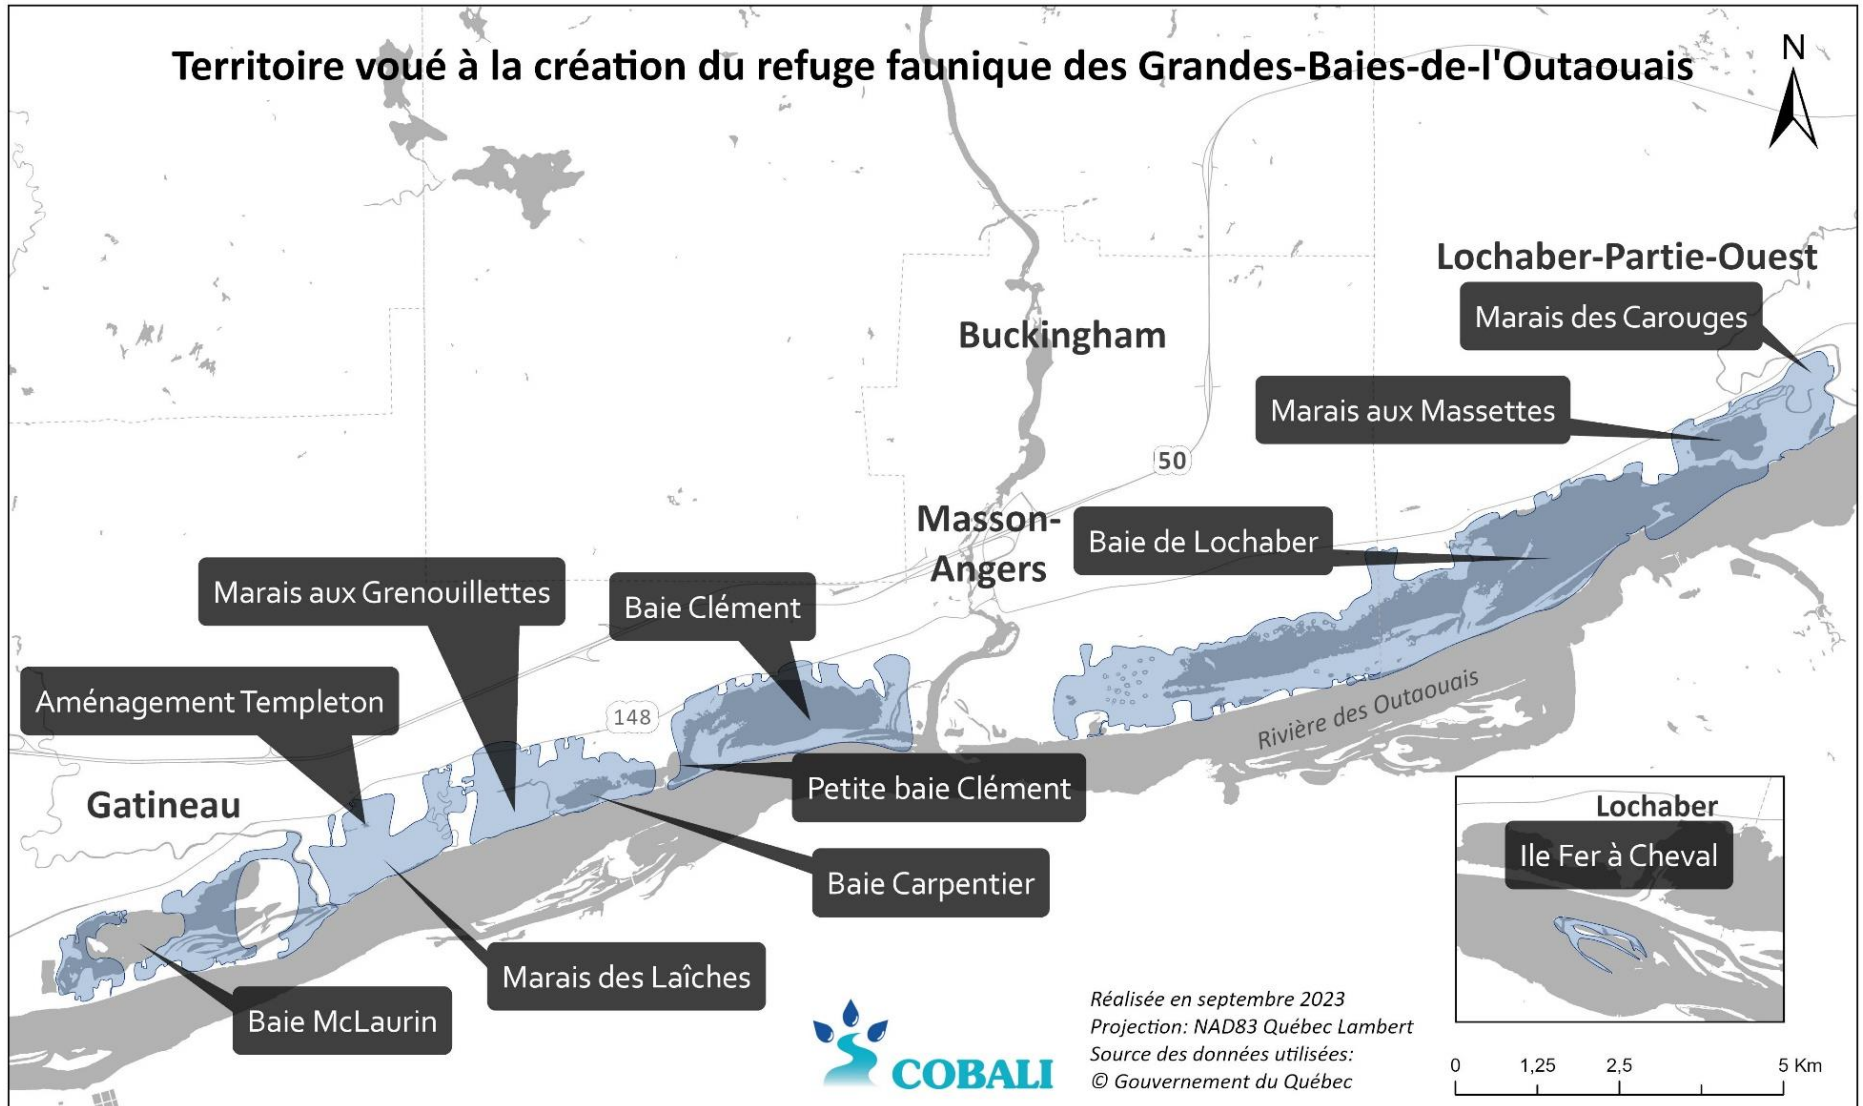 Territoire voué à la création du refuge faunique des Grandes-Baies-de-l'Outaouais
N
Lochaber-Partie-Ouest
Marais des Carouges
Buckingham
Marais aux Massettes
50
Masson-
Angers
Baie de Lochaber
Marais aux Grenouillettes
Baie Clément
Aménagement Templeton
148
Rivière des Outaouais
Petite baie Clément
Gatineau
Baie Carpentier
Lochaber
Ile Fer à Cheval
Marais des Laîches
Baie McLaurin
COBALI
Réalisée en septembre 2023
Projection: NAD83 Québec Lambert
Source des données utilisées:
© Gouvernement du Québec
0 1,25 2,5 5 Km